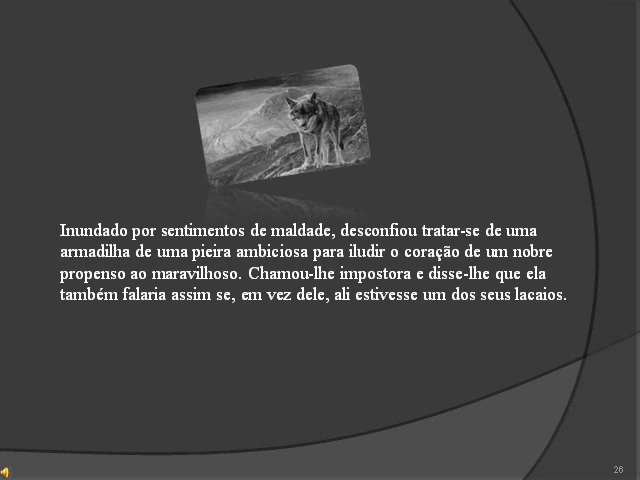 Inundado por sentimentos de maldade, desconfiou tratar-se de uma
armadilha de uma pieira ambiciosa para iludir o coração de um nobre
propenso ao maravilhoso. Chamou-lhe impostora e disse-lhe que ela
também falaria assim se, em vez dele, ali estivesse um dos seus lacaios.
26